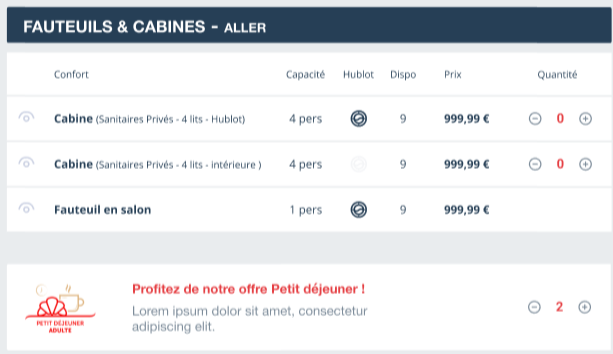 FAUTEUILS & CABINES - ALLER
Confort Capacité Hublot Dispo Prix Quantité
Cabine (Sanitaires Privés - 4 lits - Hublot) 4 pers 9 999,99 € 0
Cabine (Sanitaires Privés - 4 lits - intérieure ) 4 pers 9 999,99 € 0
Fauteuil en salon 1 pers 9 999,99 €
Profitez de notre offre Petit déjeuner !
Lorem ipsum dolor sit amet, consectetur
adipiscing elit.
2
PETIT DÉJEUNER
ADULTE